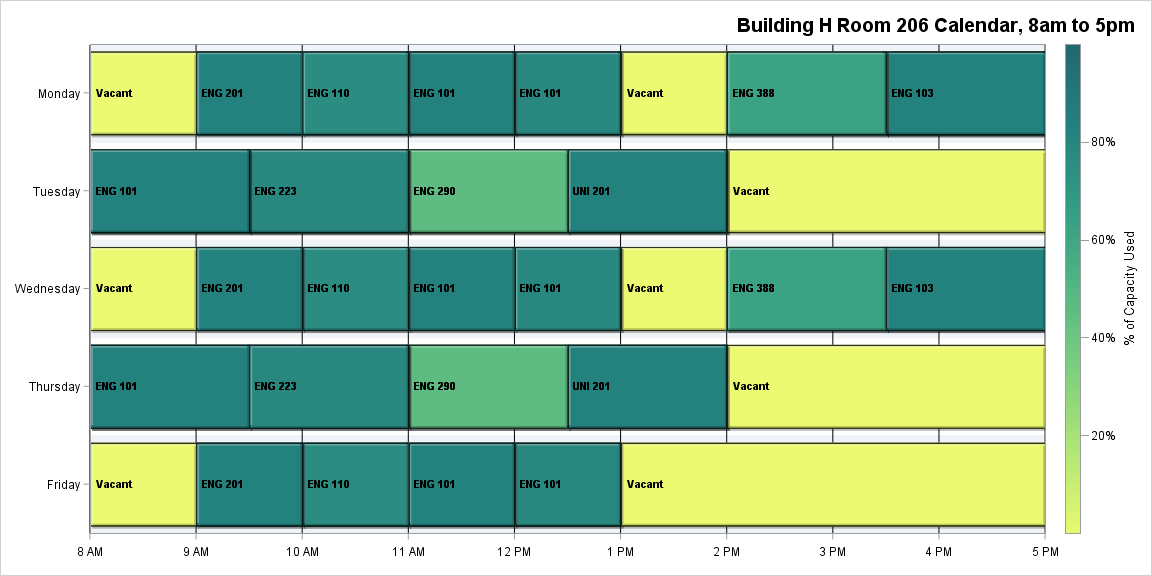 Building H Room 206 Calendar, 8am to 5pm
Monday
Vacant
ENG 201
ENG 110
ENG 101
ENG 101
Vacant
ENG 388
ENG 103
Tuesday
ENG 101
ENG 223
ENG 290
UNI 201
Vacant
Wednesday
Vacant
ENG 201
ENG 110
ENG 101
ENG 101
Vacant
ENG 388
ENG 103
Thursday
ENG 101
ENG 223
ENG 290
UNI 201
Vacant
Friday
Vacant
ENG 201
ENG 110
ENG 101
ENG 101
Vacant
8 AM
9 AM
10 AM
11 AM
12 PM
1 PM
2 PM
3 PM
4 PM
5 PM
80%
60%
40%
20%
% of Capacity Used